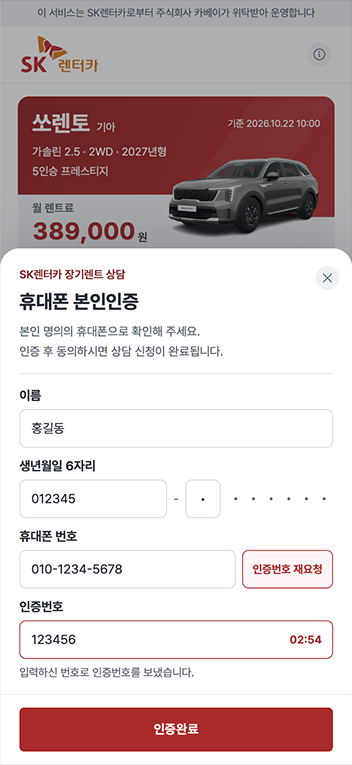 이 서비스는 SK렌터카로부터 주식회사 카베이가 위탁받아 운영합니다
SK 렌터카
쏘렌토 기아
기준 2026.10.22 10:00
가솔린 2.5 · 2WD · 2027년형
5인승 프레스티지
월 렌트료
389,000 원
SK렌터카 장기렌트 상담
휴대폰 본인인증
본인 명의의 휴대폰으로 확인해 주세요.
인증 후 동의하시면 상담 신청이 완료됩니다.
이름
홍길동
생년월일 6자리
012345 - • • • • • • •
휴대폰 번호
010-1234-5678
인증번호 재요청
인증번호
123456
02:54
입력하신 번호로 인증번호를 보냈습니다.
인증완료